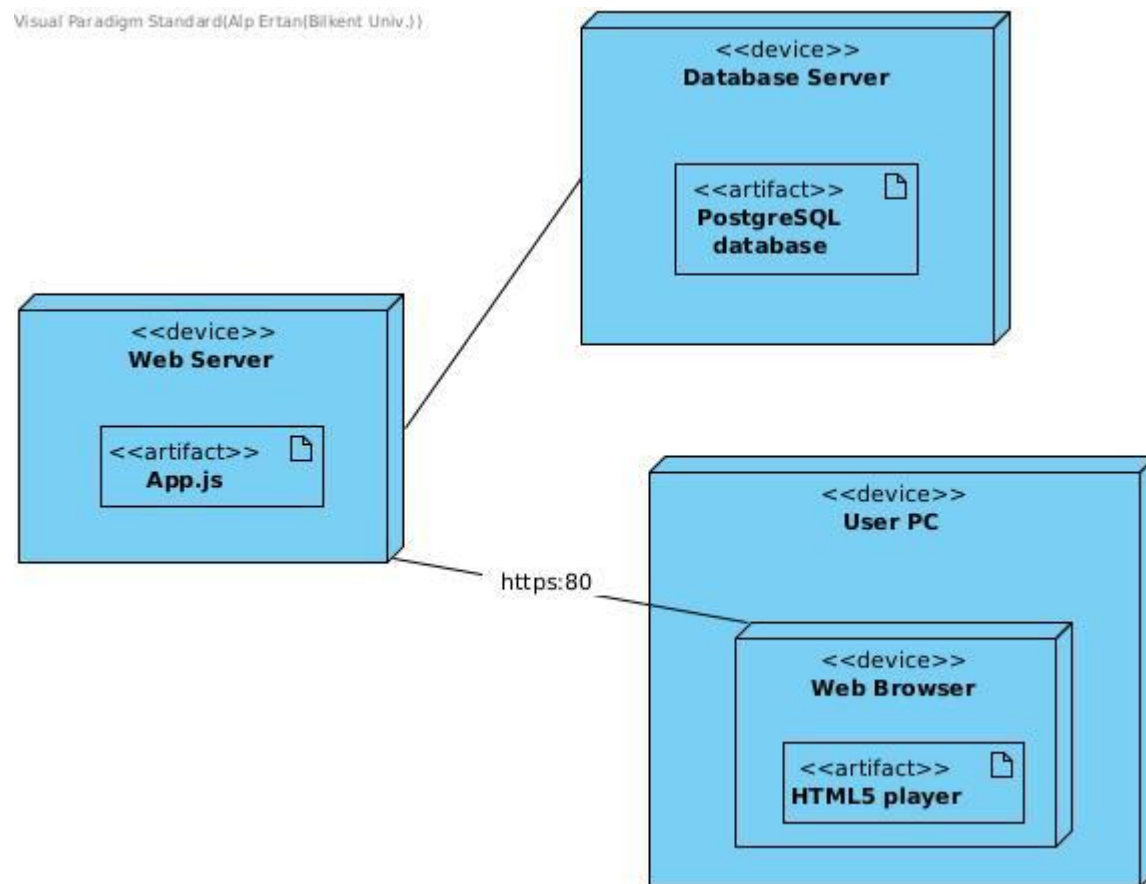 Visual Paradigm Standard(Alp Ertan(Bilkent Univ.))
<<device>>
Database Server
<<artifact>>
PostgreSQL
database
<<device>>
Web Server
<<artifact>>
App.js
https:80
<<device>>
User PC
<<device>>
Web Browser
<<artifact>>
HTML5 player